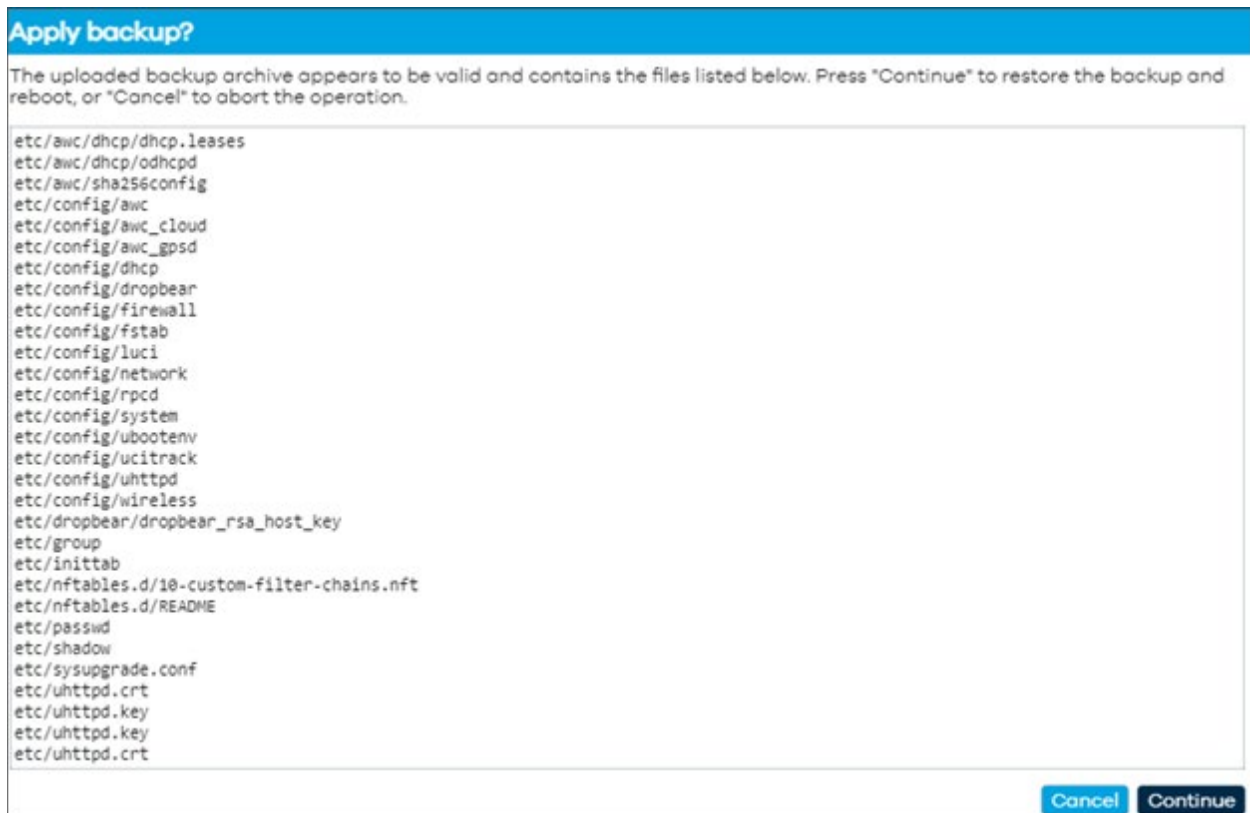 Apply backup?
The uploaded backup archive appears to be valid and contains the files listed below. Press "Continue" to restore the backup and
reboot, or "Cancel" to abort the operation.
etc/awc/dhcp/dhcp.leases
etc/awc/dhcp/odhcpd
etc/awc/sha256config
etc/config/awc
etc/config/awc_cloud
etc/config/awc_gpsd
etc/config/dhcp
etc/config/dropbear
etc/config/firewall
etc/config/fstab
etc/config/luci
etc/config/network
etc/config/rpcd
etc/config/system
etc/config/ubootenv
etc/config/ucitrack
etc/config/uhttpd
etc/config/wireless
etc/dropbear/dropbear_rsa_host_key
etc/group
etc/inittab
etc/nftables.d/10-custom-filter-chains.nft
etc/nftables.d/README
etc/passwd
etc/shadow
etc/sysupgrade.conf
etc/uhttpd.crt
etc/uhttpd.key
etc/uhttpd.key
etc/uhttpd.crt
Cancel Continue